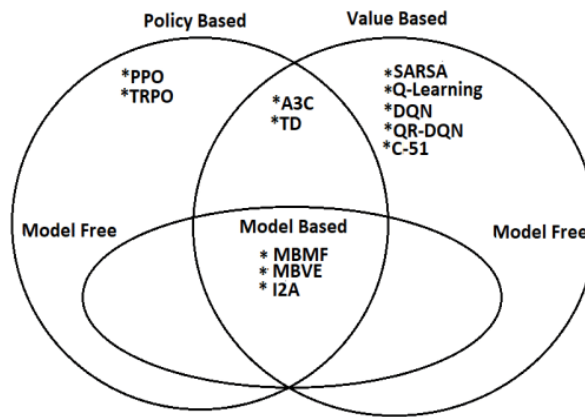 Policy Based
Value Based
*PPO
*TRPO
*A3C
*TD
*SARSA
*Q-Learning
*DQN
*QR-DQN
*C-51
Model Free
Model Based
Model Free
* MBMF
* MBVE
* I2A